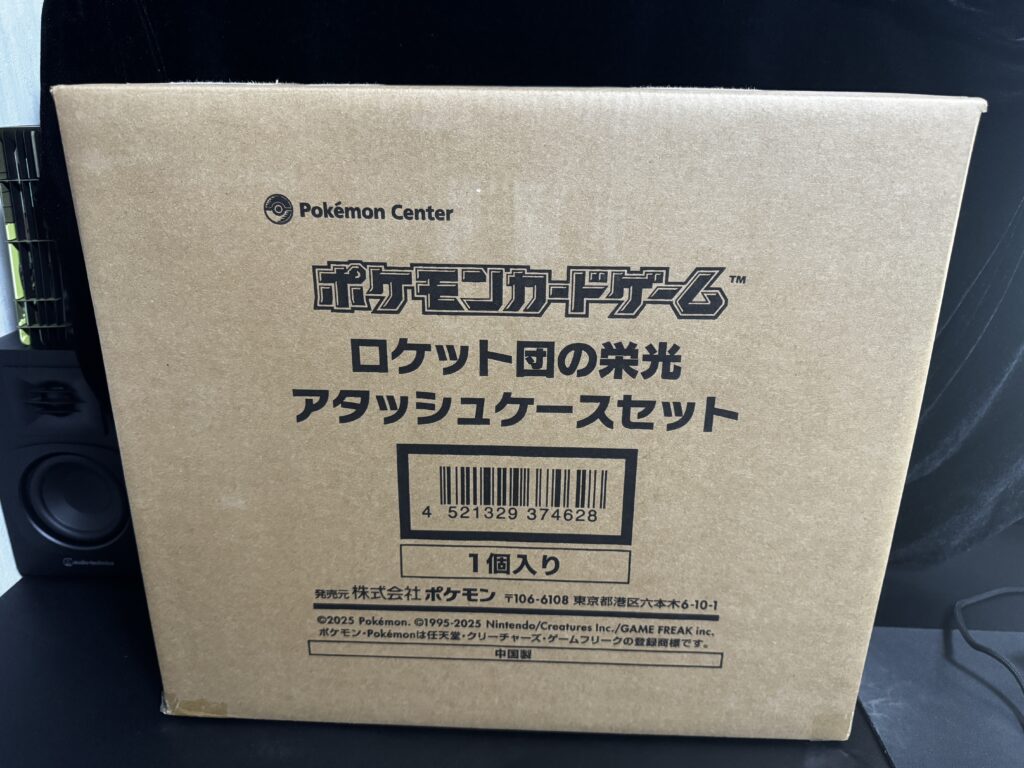 Pokémon Center
ポケモンカードゲーム™
ロケット団の栄光
アタッシュケースセット
4 521329 374628
1個入り
発売元 株式会社 ポケモン 〒106-6108 東京都港区六本木6-10-1
©2025 Pokémon. ©1995-2025 Nintendo/Creatures Inc./GAME FREAK inc.
ポケモン・Pokémonは任天堂・クリーチャーズ・ゲームフリークの登録商標です。
中国製
audio-technica